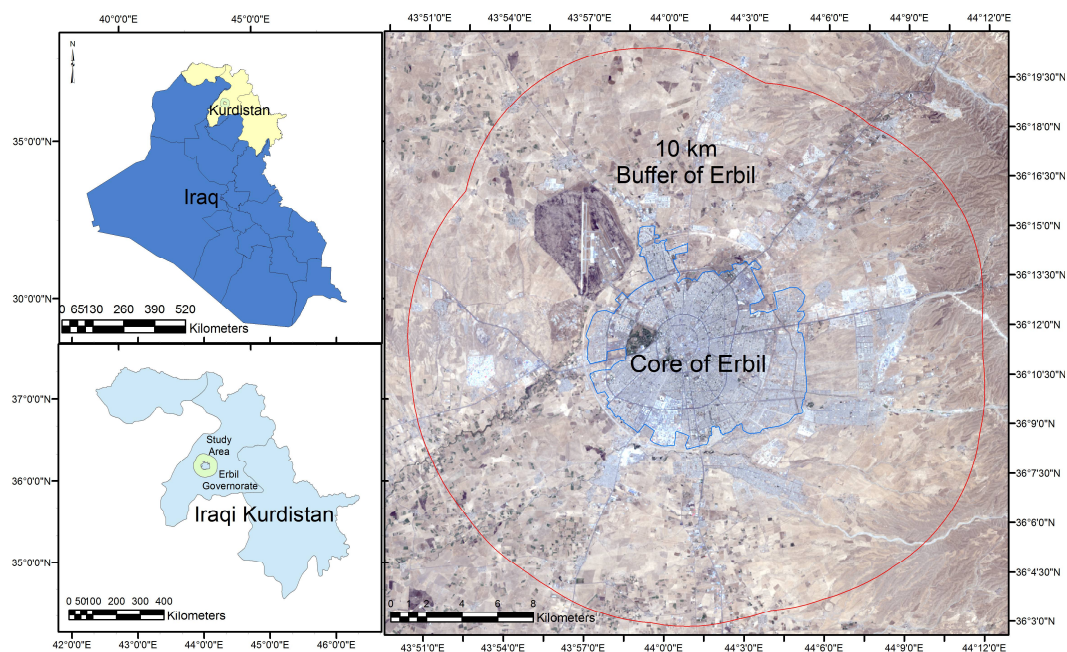 40°0'0"E 45°0'0"E
N
Kurdistan
35°0'0"N
Iraq
30°0'0"N
0 65130 260 390 520
Kilometers
37°0'0"N
Study
Area
Erbil
Governorate
36°0'0"N
Iraqi Kurdistan
35°0'0"N
0 50100 200 300 400
Kilometers
42°0'0"E 43°0'0"E 44°0'0"E 45°0'0"E 46°0'0"E
43°51'0"E 43°54'0"E 43°57'0"E 44°0'0"E 44°3'0"E 44°6'0"E 44°9'0"E 44°12'0"E
36°19'30"N
36°18'0"N
10 km
Buffer of Erbil
36°16'30"N
36°15'0"N
36°13'30"N
36°12'0"N
Core of Erbil
36°10'30"N
36°9'0"N
36°7'30"N
36°6'0"N
36°4'30"N
0 1 2 4 6 8
Kilometers
36°3'0"N
43°51'0"E 43°54'0"E 43°57'0"E 44°0'0"E 44°3'0"E 44°6'0"E 44°9'0"E 44°12'0"E